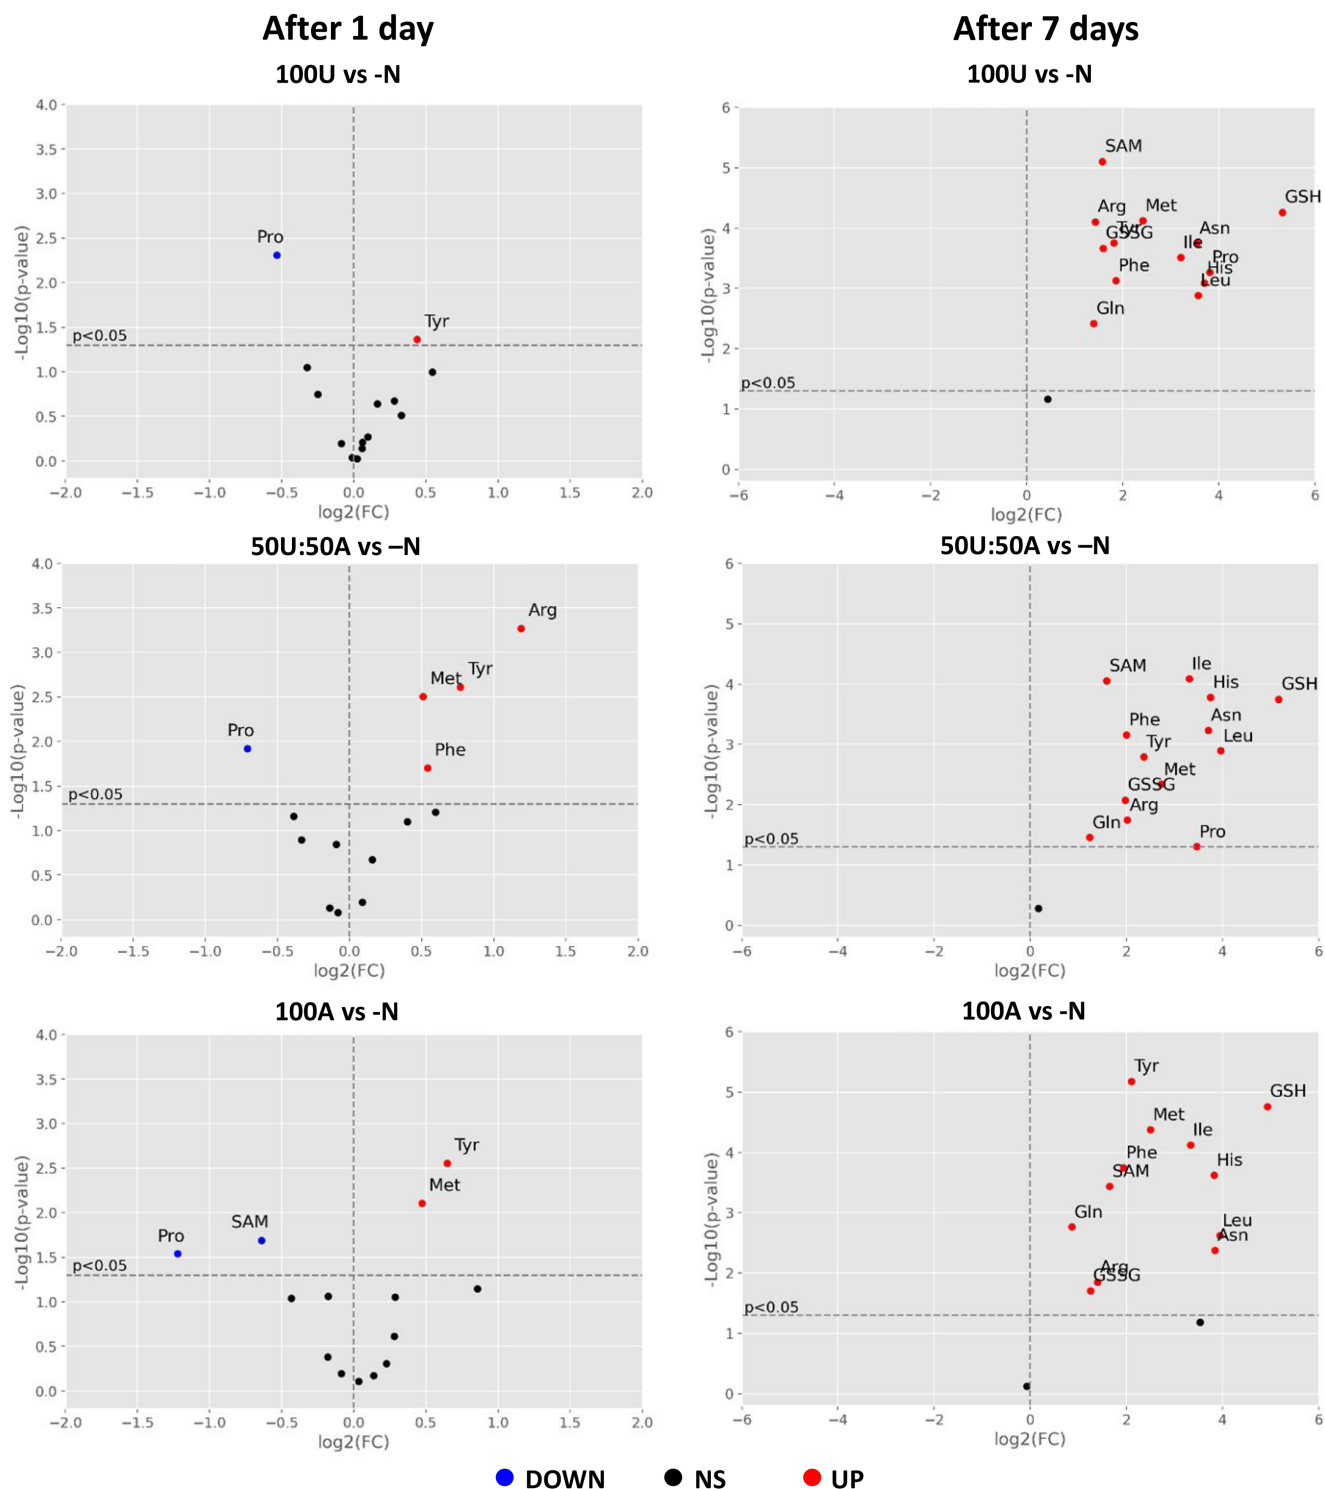 After 1 day
After 7 days
100U vs -N
100U vs -N
4.0
3.5
3.0
2.5
2.0
1.5
1.0
0.5
0.0
-Log10(p-value)
Pro
Tyr
p<0.05
−2.0 −1.5 −1.0 −0.5 0.0 0.5 1.0 1.5 2.0
log2(FC)
6
5
4
3
2
1
0
-Log10(p-value)
SAM
GSH
Arg
Met
Tyr
GSSG
Asn
Ile
Pro
His
Leu
Phe
Gln
p<0.05
−6 −4 −2 0 2 4 6
log2(FC)
50U:50A vs –N
50U:50A vs –N
4.0
3.5
3.0
2.5
2.0
1.5
1.0
0.5
0.0
-Log10(p-value)
Arg
Tyr
Met
Pro
Phe
p<0.05
−2.0 −1.5 −1.0 −0.5 0.0 0.5 1.0 1.5 2.0
log2(FC)
6
5
4
3
2
1
0
-Log10(p-value)
SAM
Ile
His
GSH
Phe
Asn
Tyr
Leu
Met
GSSG
Arg
Gln
Pro
p<0.05
−6 −4 −2 0 2 4 6
log2(FC)
100A vs -N
100A vs -N
4.0
3.5
3.0
2.5
2.0
1.5
1.0
0.5
0.0
-Log10(p-value)
Tyr
Met
SAM
Pro
p<0.05
−2.0 −1.5 −1.0 −0.5 0.0 0.5 1.0 1.5 2.0
log2(FC)
6
5
4
3
2
1
0
-Log10(p-value)
Tyr
GSH
Met
Ile
Phe
His
SAM
Gln
Leu
Asn
Arg
GSSG
p<0.05
−6 −4 −2 0 2 4 6
log2(FC)
DOWN NS UP